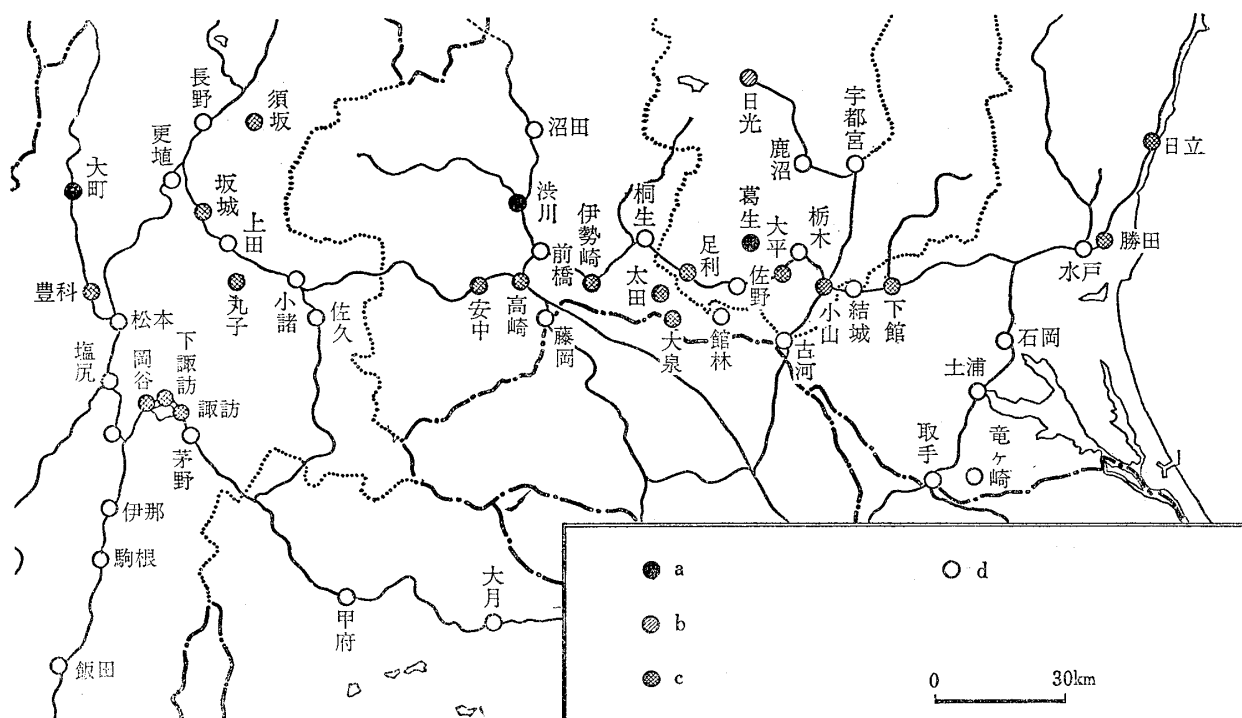 長野
須坂
更埴
大町
坂城
上田
丸子
豊科
松本
小諸
佐久
塩尻
岡谷
下諏訪
諏訪
茅野
伊那
駒根
飯田
甲府
大月
沼田
渋川
前橋
伊勢崎
桐生
安中
高崎
藤岡
太田
大泉
足利
館林
佐野
葛生
大平
栃木
日光
鹿沼
宇都宮
小山
結城
下館
古河
水戸
勝田
日立
石岡
土浦
取手
竜ヶ崎
a
b
c
d
0 30km